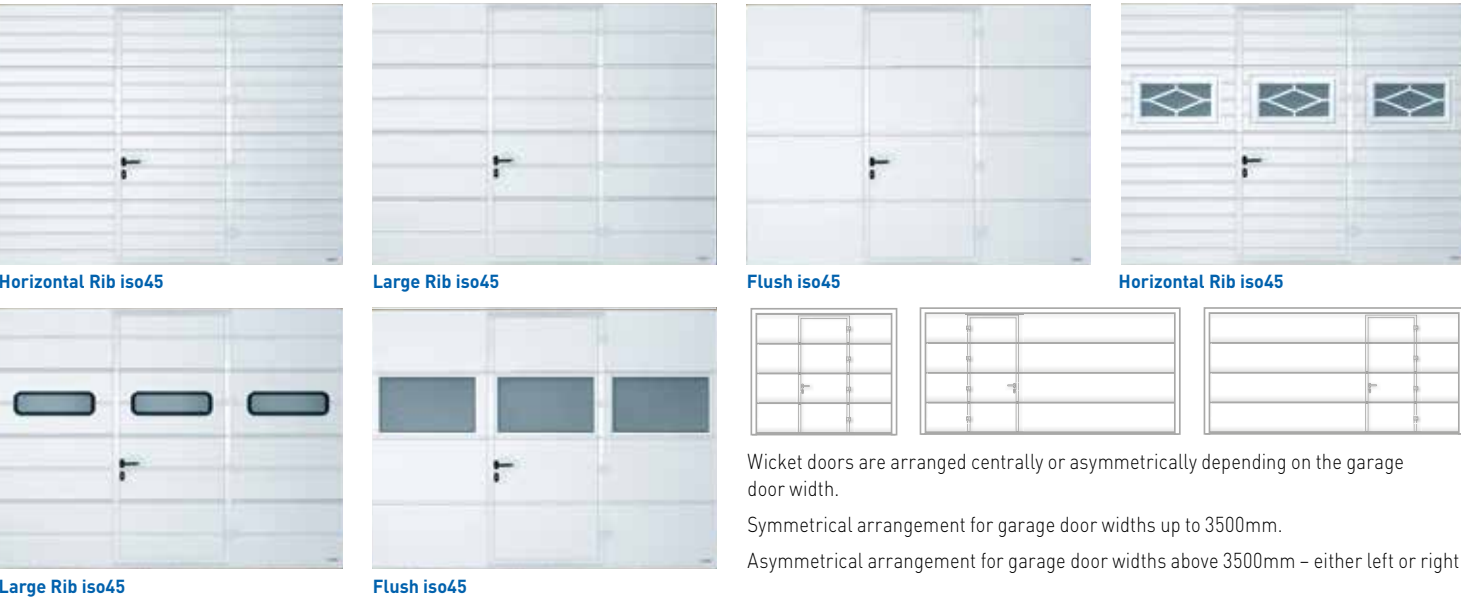 Horizontal Rib iso45
Large Rib iso45
Flush iso45
Horizontal Rib iso45
Large Rib iso45
Flush iso45
Wicket doors are arranged centrally or asymmetrically depending on the garage
door width.
Symmetrical arrangement for garage door widths up to 3500mm.
Asymmetrical arrangement for garage door widths above 3500mm – either left or right